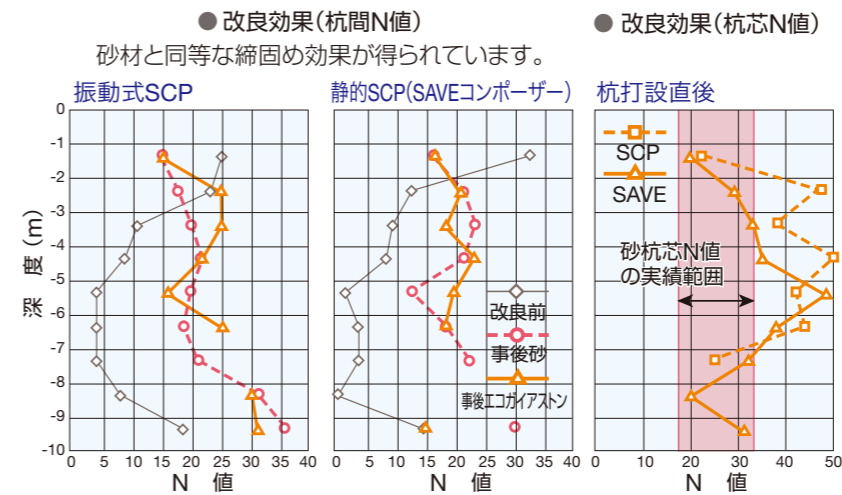 ● 改良効果（杭間N値）
● 改良効果（杭芯N値）
砂材と同等な締固め効果が得られています。
振動式SCP
静的SCP(SAVEコンポーザー)
杭打設直後
深 度 (m)
0
-1
-2
-3
-4
-5
-6
-7
-8
-9
-10
0 5 10 15 20 25 30 35 40
N 値
改良前
事後砂
事後エコガイアストン
0 5 10 15 20 25 30 35 40
N 値
SCP
SAVE
砂杭芯N値
の実績範囲
0 10 20 30 40 50
N 値